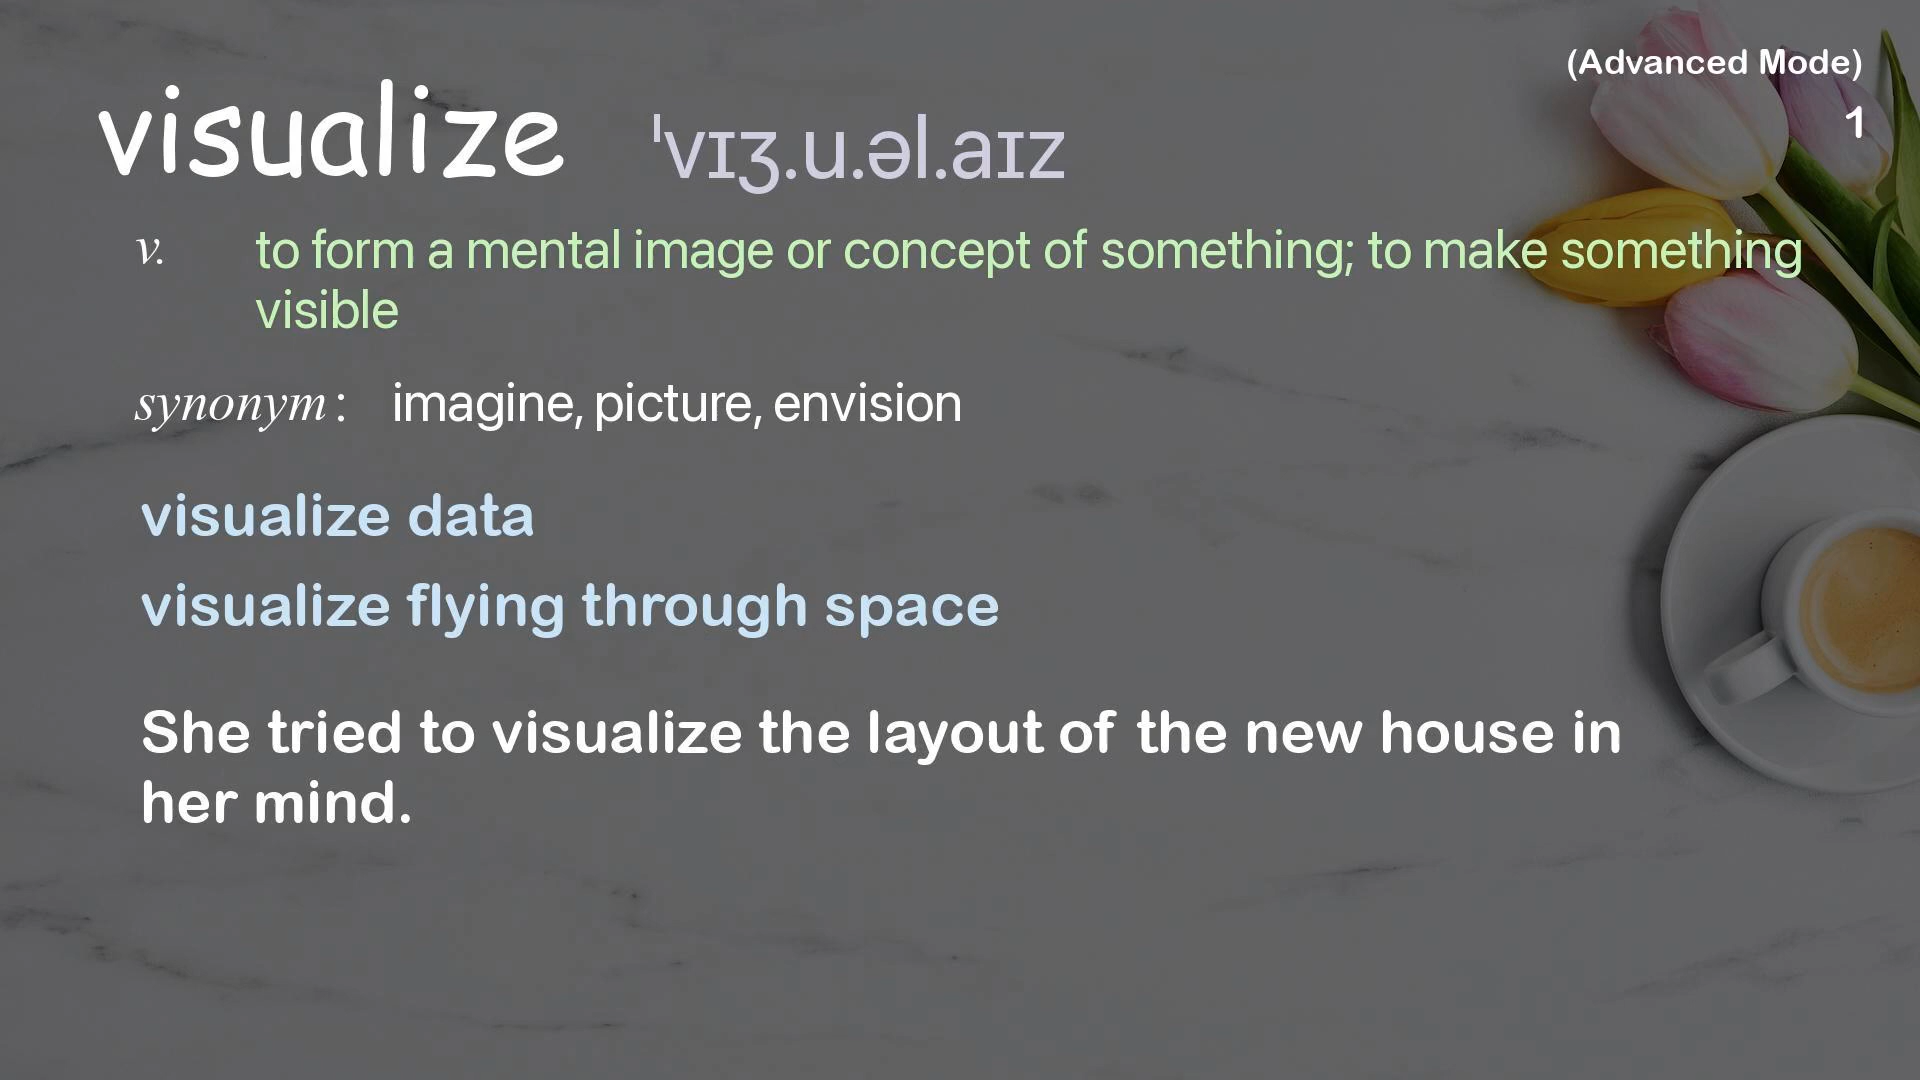 (Advanced Mode)
1
visualize ˈvɪʒ.u.əl.aɪz
v. to form a mental image or concept of something; to make something
visible
synonym: imagine, picture, envision
visualize data
visualize flying through space
She tried to visualize the layout of the new house in
her mind.